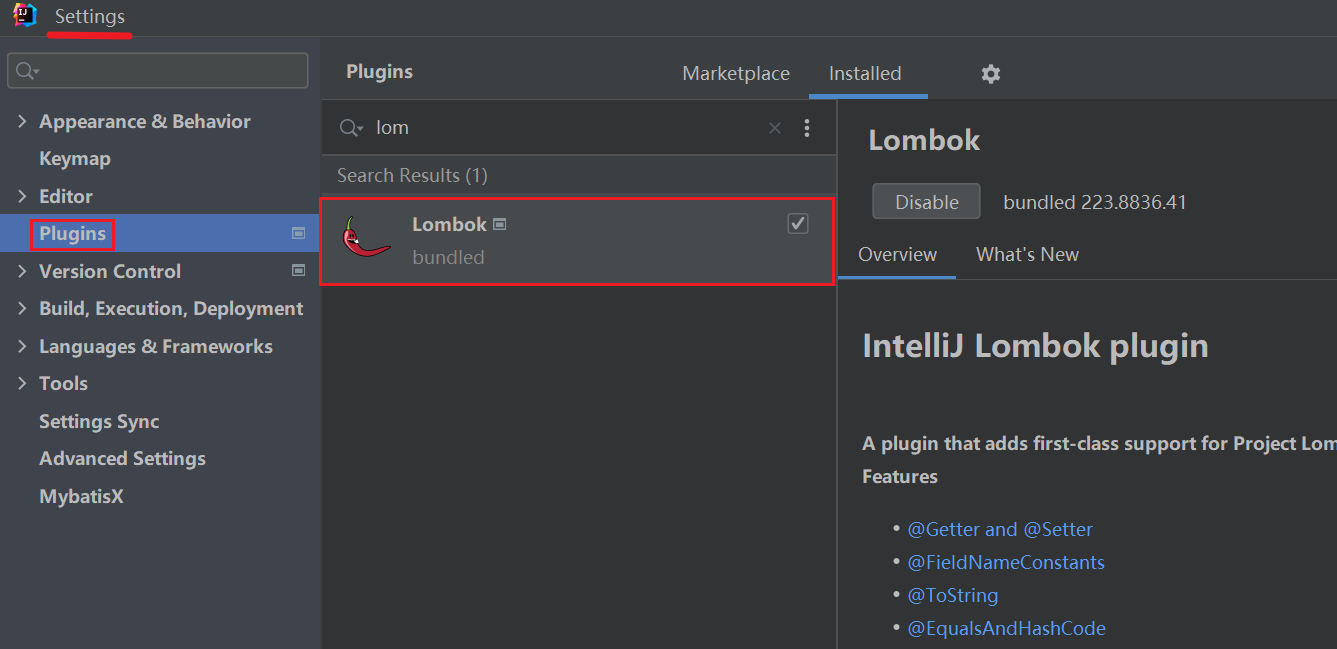 Settings
Appearance & Behavior
Keymap
Editor
Plugins
Version Control
Build, Execution, Deployment
Languages & Frameworks
Tools
Settings Sync
Advanced Settings
MybatisX
Plugins
Marketplace
Installed
lom
Search Results (1)
Lombok
bundled
Lombok
Disable
bundled 223.8836.41
Overview
What's New
IntelliJ Lombok plugin
A plugin that adds first-class support for Project Lom
Features
• @Getter and @Setter
• @FieldNameConstants
• @ToString
• @EqualsAndHashCode